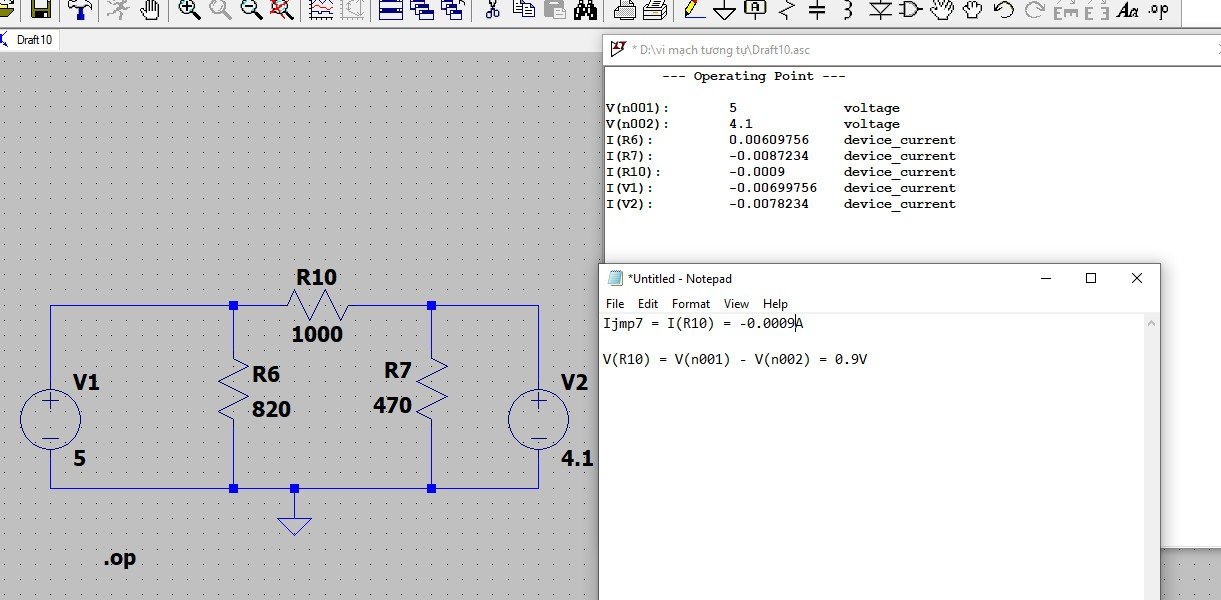 Draft10
* D:\vi mạch tương tự\Draft10.asc
--- Operating Point ---
V(n001): 5 voltage
V(n002): 4.1 voltage
I(R6): 0.00609756 device_current
I(R7): -0.0087234 device_current
I(R10): -0.0009 device_current
I(V1): -0.00699756 device_current
I(V2): -0.0078234 device_current
R10
1000
V1
5
R6
820
R7
470
V2
4.1
.op
*Untitled - Notepad
File Edit Format View Help
Ijmp7 = I(R10) = -0.0009A
V(R10) = V(n001) - V(n002) = 0.9V
Aa
.op